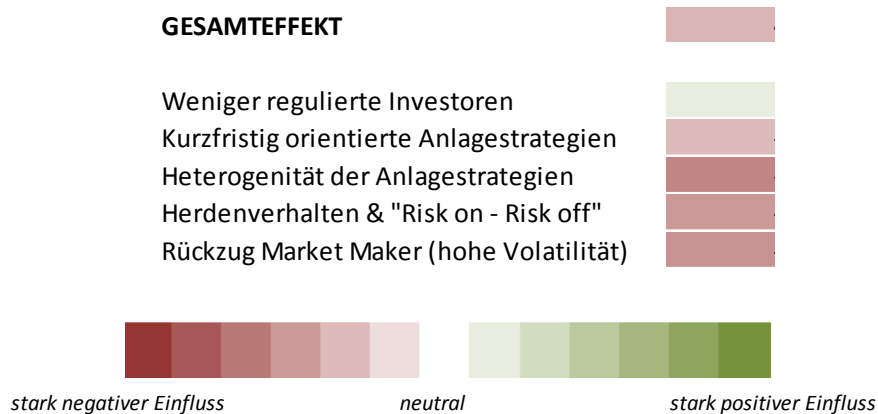 GESAMTEFFEKT
Weniger regulierte Investoren
Kurzfristig orientierte Anlagestrategien
Heterogenität der Anlagestrategien
Herdenverhalten & "Risk on - Risk off"
Rückzug Market Maker (hohe Volatilität)
stark negativer Einfluss neutral stark positiver Einfluss